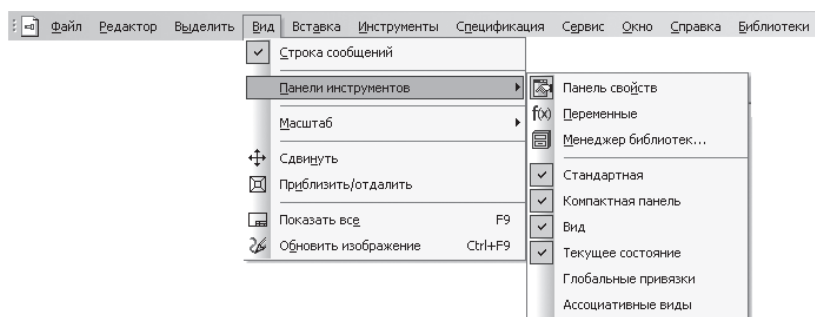 Файл Редактор Выделить Вид Вставка Инструменты Спецификация Сервис Окно Справка Библиотеки
Строка сообщений
Панели инструментов
Масштаб
Сдвинуть
Приблизить/отдалить
Показать все F9
Обновить изображение Ctrl+F9
Панель свойств
f(x) Переменные
Менеджер библиотек...
Стандартная
Компактная панель
Вид
Текущее состояние
Глобальные привязки
Ассоциативные виды